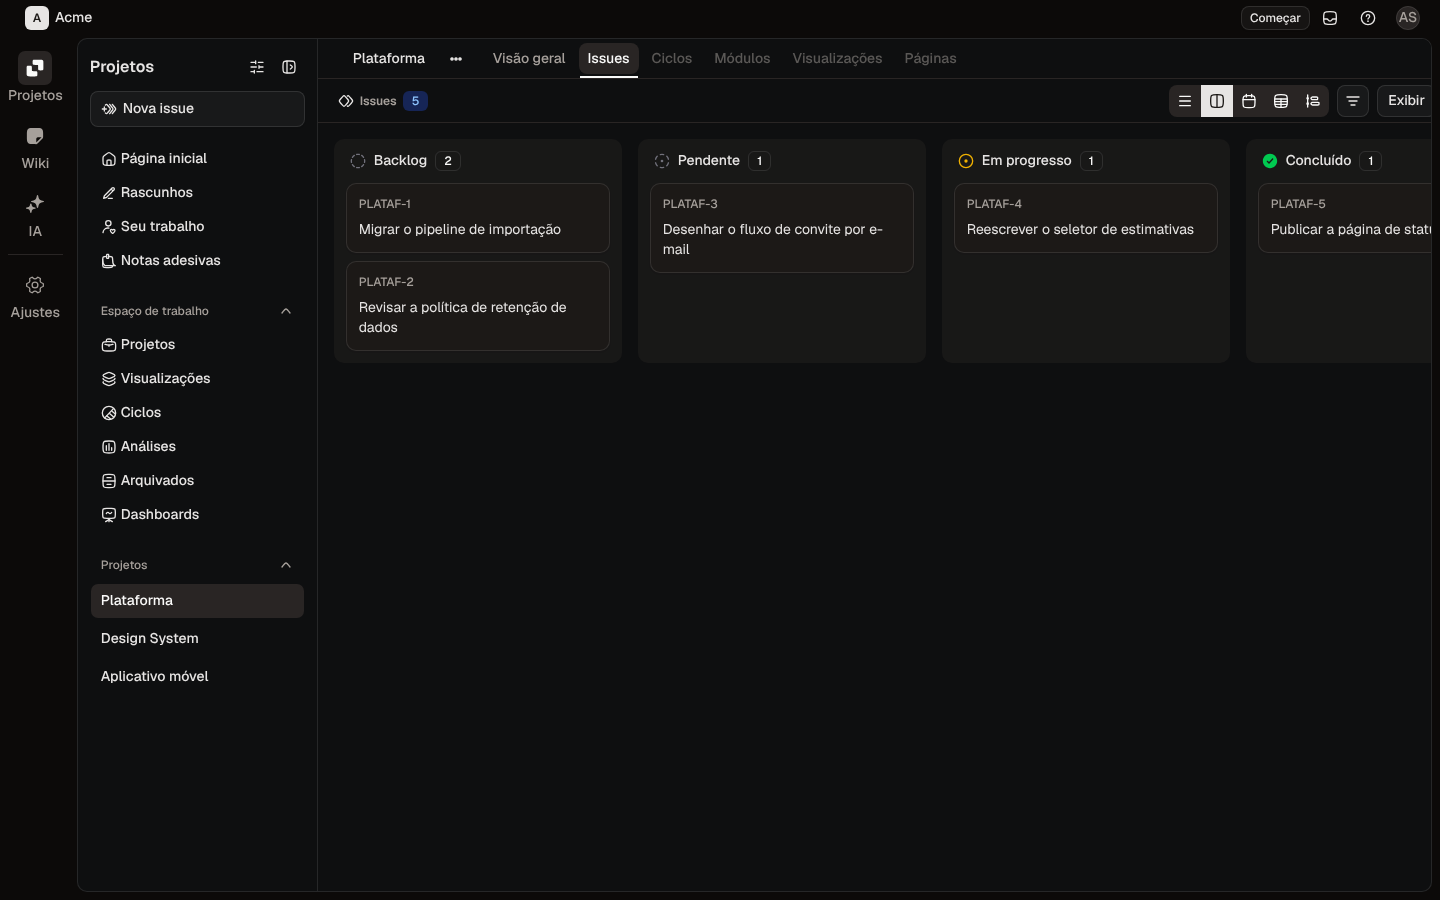 A Acme
Começar
AS
Projetos
Wiki
IA
Ajustes
Projetos
Nova issue
Página inicial
Rascunhos
Seu trabalho
Notas adesivas
Espaço de trabalho
Projetos
Visualizações
Ciclos
Análises
Arquivados
Dashboards
Projetos
Plataforma
Design System
Aplicativo móvel
Plataforma
Visão geral
Issues
Ciclos
Módulos
Visualizações
Páginas
Issues 5
Exibir
Backlog 2
PLATAF-1
Migrar o pipeline de importação
PLATAF-2
Revisar a política de retenção de
dados
Pendente 1
PLATAF-3
Desenhar o fluxo de convite por e-
mail
Em progresso 1
PLATAF-4
Reescrever o seletor de estimativas
Concluído 1
PLATAF-5
Publicar a página de